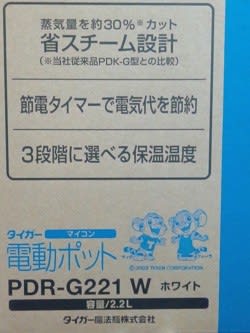 蒸気量を約30％※カット
省スチーム設計
（※当社従来品PDK-G型との比較）
節電タイマーで電気代を節約
3段階に選べる保温温度
タイガー マイコン
電動ポット
PDR-G221 W ホワイト
容量/2.2L
タイガー魔法瓶株式会社